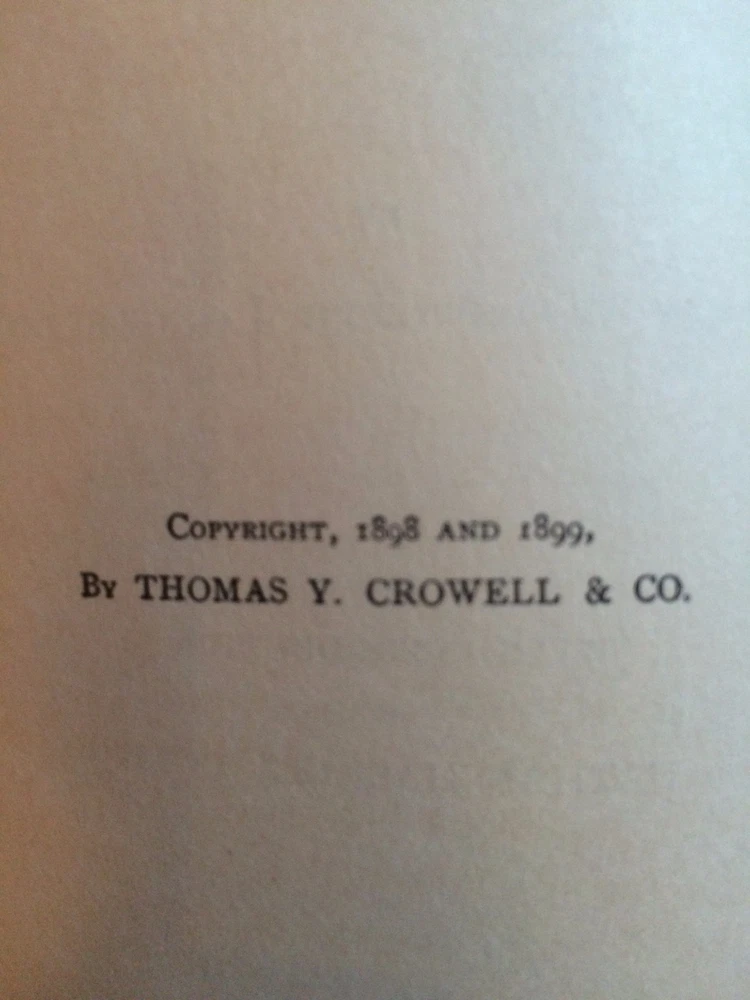 Copyright, 1898 and 1899,
By THOMAS Y. CROWELL & CO.